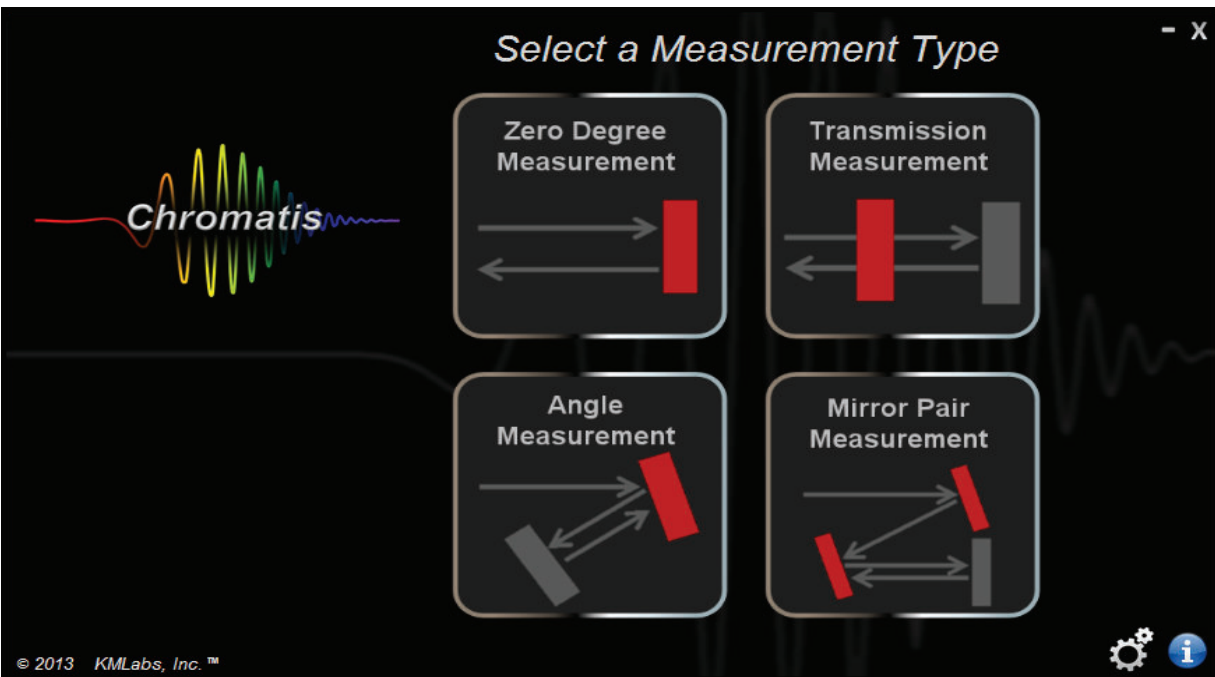 Select a Measurement Type
- X
Zero Degree
Measurement
Transmission
Measurement
Chromatis
Angle
Measurement
Mirror Pair
Measurement
© 2013 KMLabs, Inc.™
i